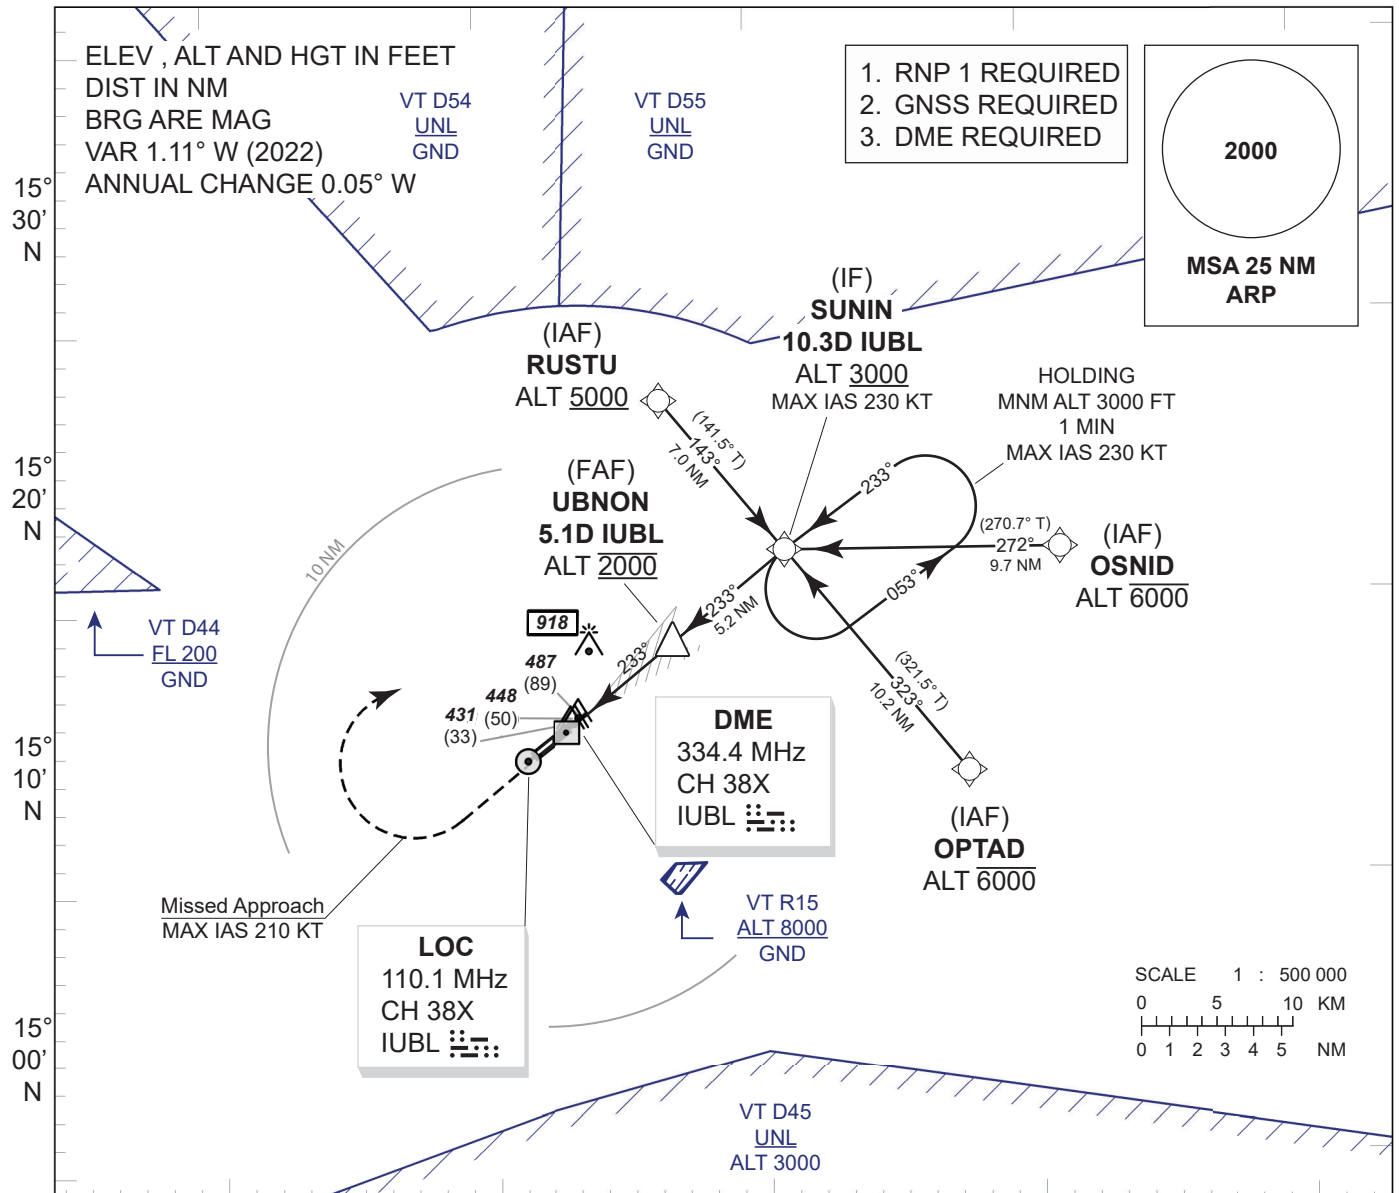 ELEV , ALT AND HGT IN FEET
DIST IN NM
BRG ARE MAG
VAR 1.11° W (2022)
ANNUAL CHANGE 0.05° W
VT D54
UNL
GND
VT D55
UNL
GND
1. RNP 1 REQUIRED
2. GNSS REQUIRED
3. DME REQUIRED
2000
MSA 25 NM
ARP
15°
30'
N
(IF)
SUNIN
10.3D IUBL
ALT 3000
MAX IAS 230 KT
(IAF)
RUSTU
ALT 5000
HOLDING
MNM ALT 3000 FT
1 MIN
MAX IAS 230 KT
(141.5° T)
143°
7.0 NM
15°
20'
N
(FAF)
UBNON
5.1D IUBL
ALT 2000
233°
(270.7° T)
272°
9.7 NM
(IAF)
OSNID
ALT 6000
10 NM
053°
233°
5.2 NM
VT D44
FL 200
GND
918
233°
487
(89)
448
(50)
431
(33)
(321.5° T)
323°
10.2 NM
DME
334.4 MHz
CH 38X
IUBL
15°
10'
N
(IAF)
OPTAD
ALT 6000
Missed Approach
MAX IAS 210 KT
VT R15
ALT 8000
GND
LOC
110.1 MHz
CH 38X
IUBL
SCALE 1 : 500 000
0 5 10 KM
0 1 2 3 4 5 NM
15°
00'
N
VT D45
UNL
ALT 3000